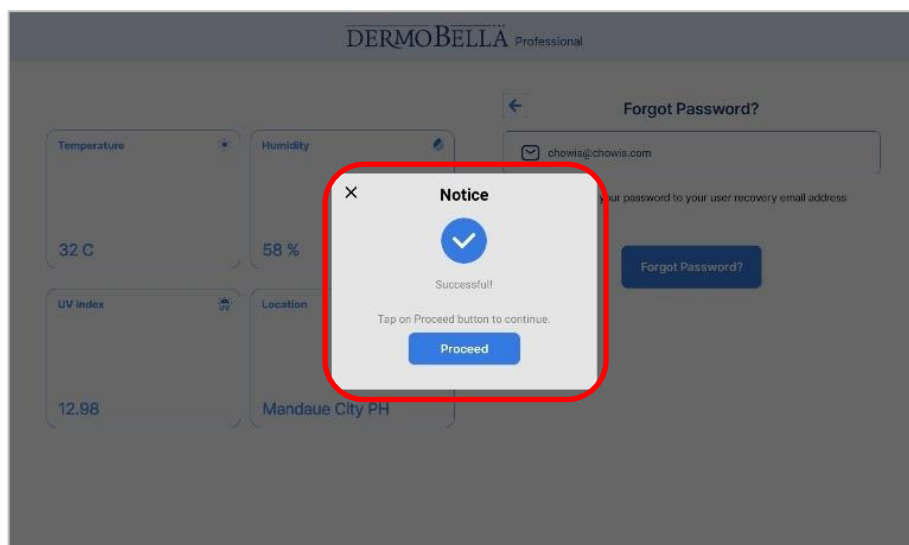 DERMOBELLA Professional
Forgot Password?
chowis@chowis.com
your password to your user recovery email address
Forgot Password?
Temperature
32 C
Humidity
58 %
UV index
UV
12.98
Location
Mandaue City PH
Notice
Successful!
Tap on Proceed button to continue.
Proceed